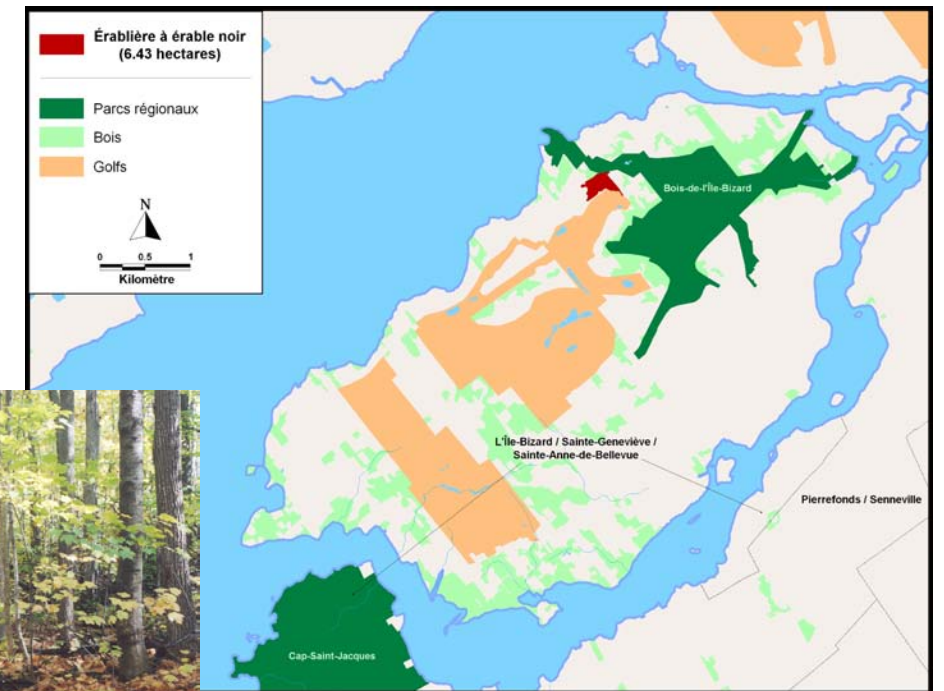 Érablière à érable noir
(6.43 hectares)
Parcs régionaux
Bois
Golfs
N
0 0.5 1
Kilomètre
Bois-de-l'Île-Bizard
L'Île-Bizard / Sainte-Geneviève /
Sainte-Anne-de-Bellevue
Pierrefonds / Senneville
Cap-Saint-Jacques